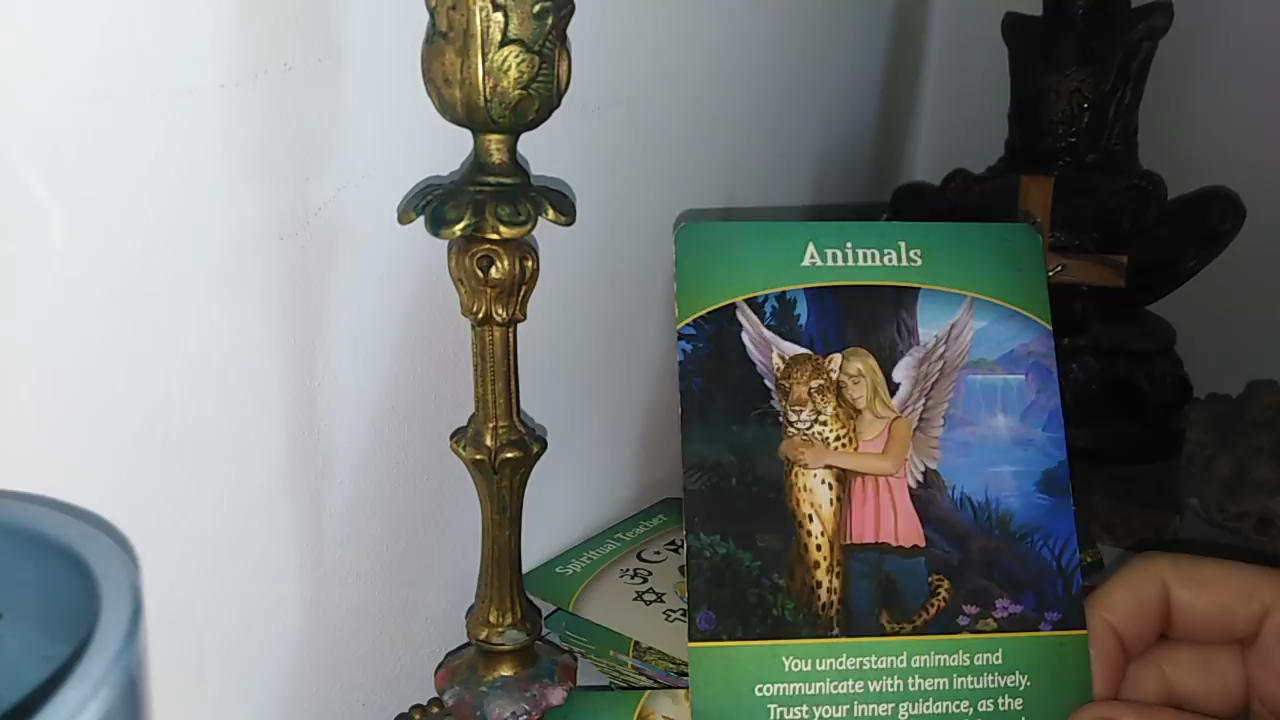 Animals
Spiritual Teacher
You understand animals and
communicate with them intuitively.
Trust your inner guidance, as the